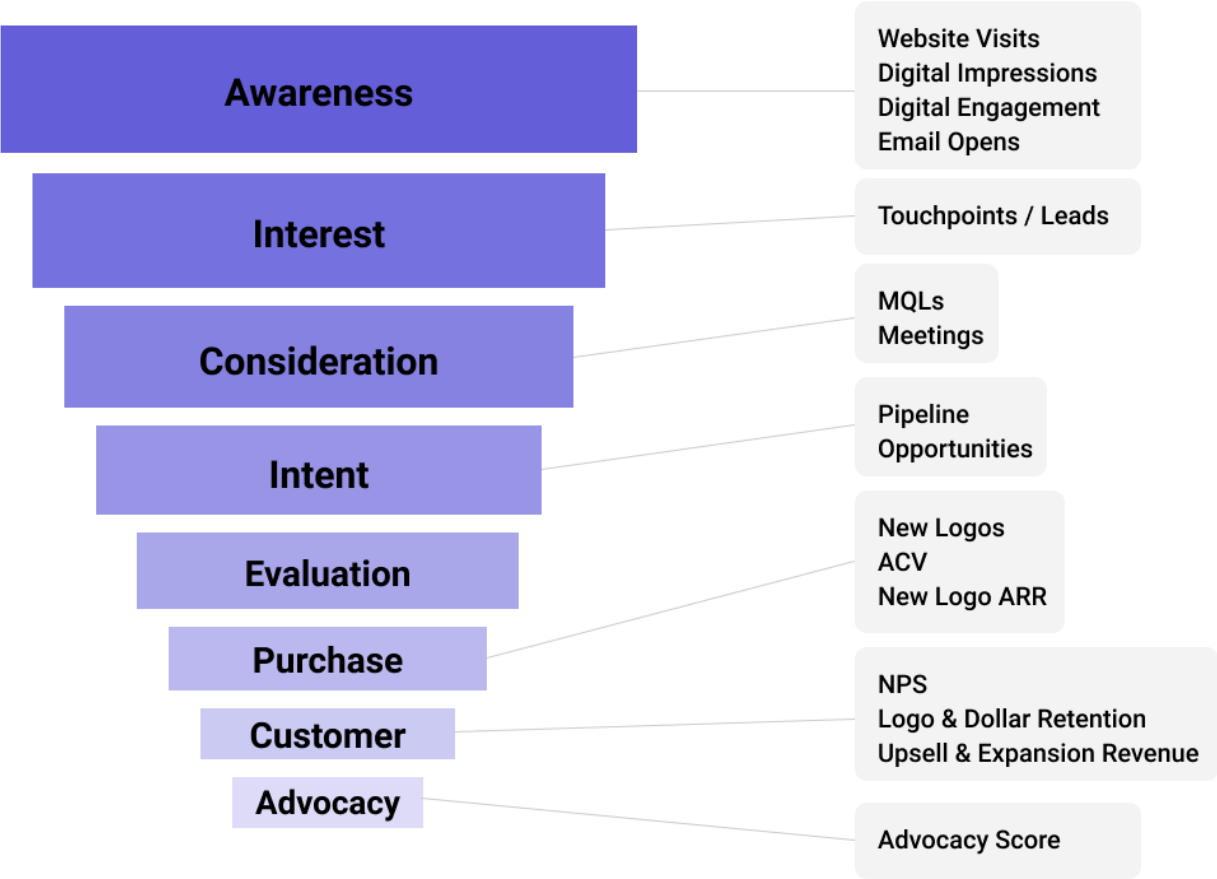 Awareness
Website Visits
Digital Impressions
Digital Engagement
Email Opens
Interest
Touchpoints / Leads
Consideration
MQLs
Meetings
Intent
Pipeline
Opportunities
Evaluation
Purchase
New Logos
ACV
New Logo ARR
Customer
NPS
Logo & Dollar Retention
Upsell & Expansion Revenue
Advocacy
Advocacy Score